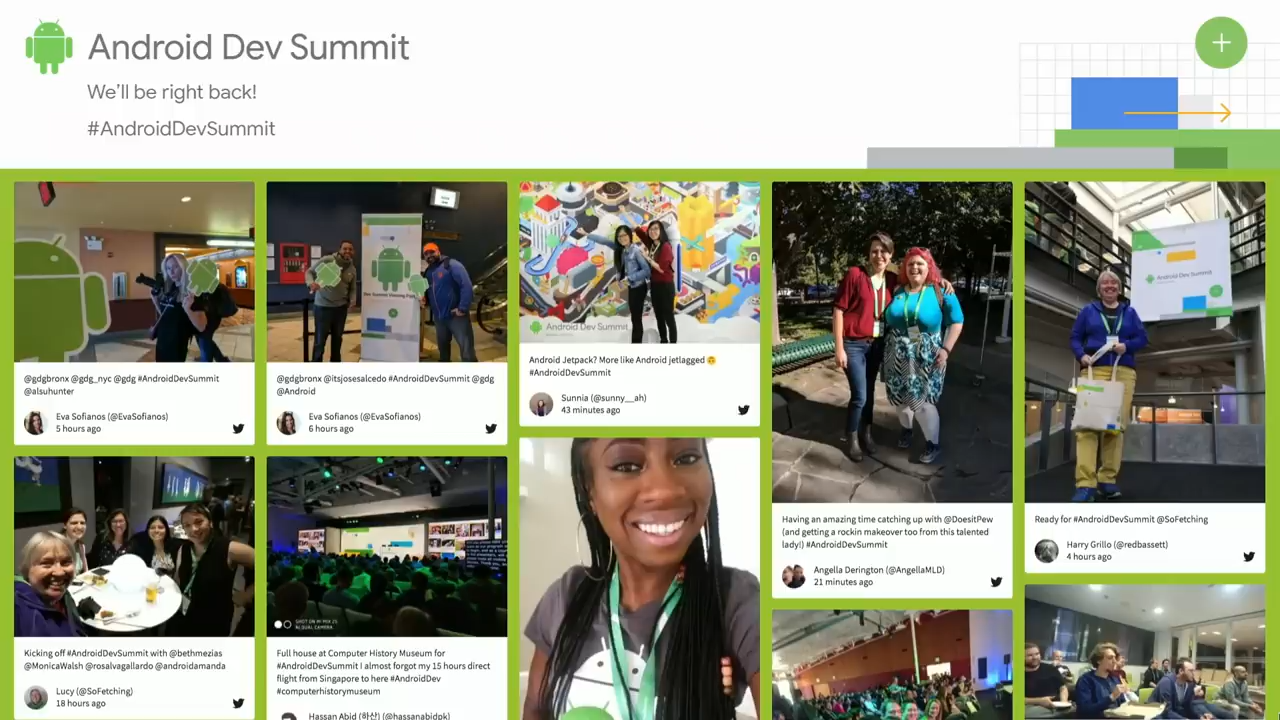 Android Dev Summit
We'll be right back!
#AndroidDevSummit
@gdgbronx @gdg_nyc @gdg #AndroidDevSummit
@alsuhunter
Eva Sofianos (@EvaSofianos)
5 hours ago
Dev Summit Viewing Party
@gdgbronx @itsjosesalcedo #AndroidDevSummit @gdg
@Android
Eva Sofianos (@EvaSofianos)
6 hours ago
Android Dev Summit
Android Jetpack? More like Android jetlagged 🙃
#AndroidDevSummit
Sunnia (@sunny__ah)
43 minutes ago
Having an amazing time catching up with @DoesitPew
(and getting a rockin makeover too from this talented
lady!) #AndroidDevSummit
Angella Derington (@AngellaMLD)
21 minutes ago
Android Dev Summit
Ready for #AndroidDevSummit @SoFetching
Harry Grillo (@redbassett)
4 hours ago
Kicking off #AndroidDevSummit with @bethmezias
@MonicaWalsh @rosalvagallardo @androidamanda
Lucy (@SoFetching)
18 hours ago
SHOT ON MI MIX 2S
AI DUAL CAMERA
Full house at Computer History Museum for
#AndroidDevSummit I almost forgot my 15 hours direct
flight from Singapore to here #AndroidDev
#computerhistorymuseum
Hassan Abid (하산) (@hassanabidpk)